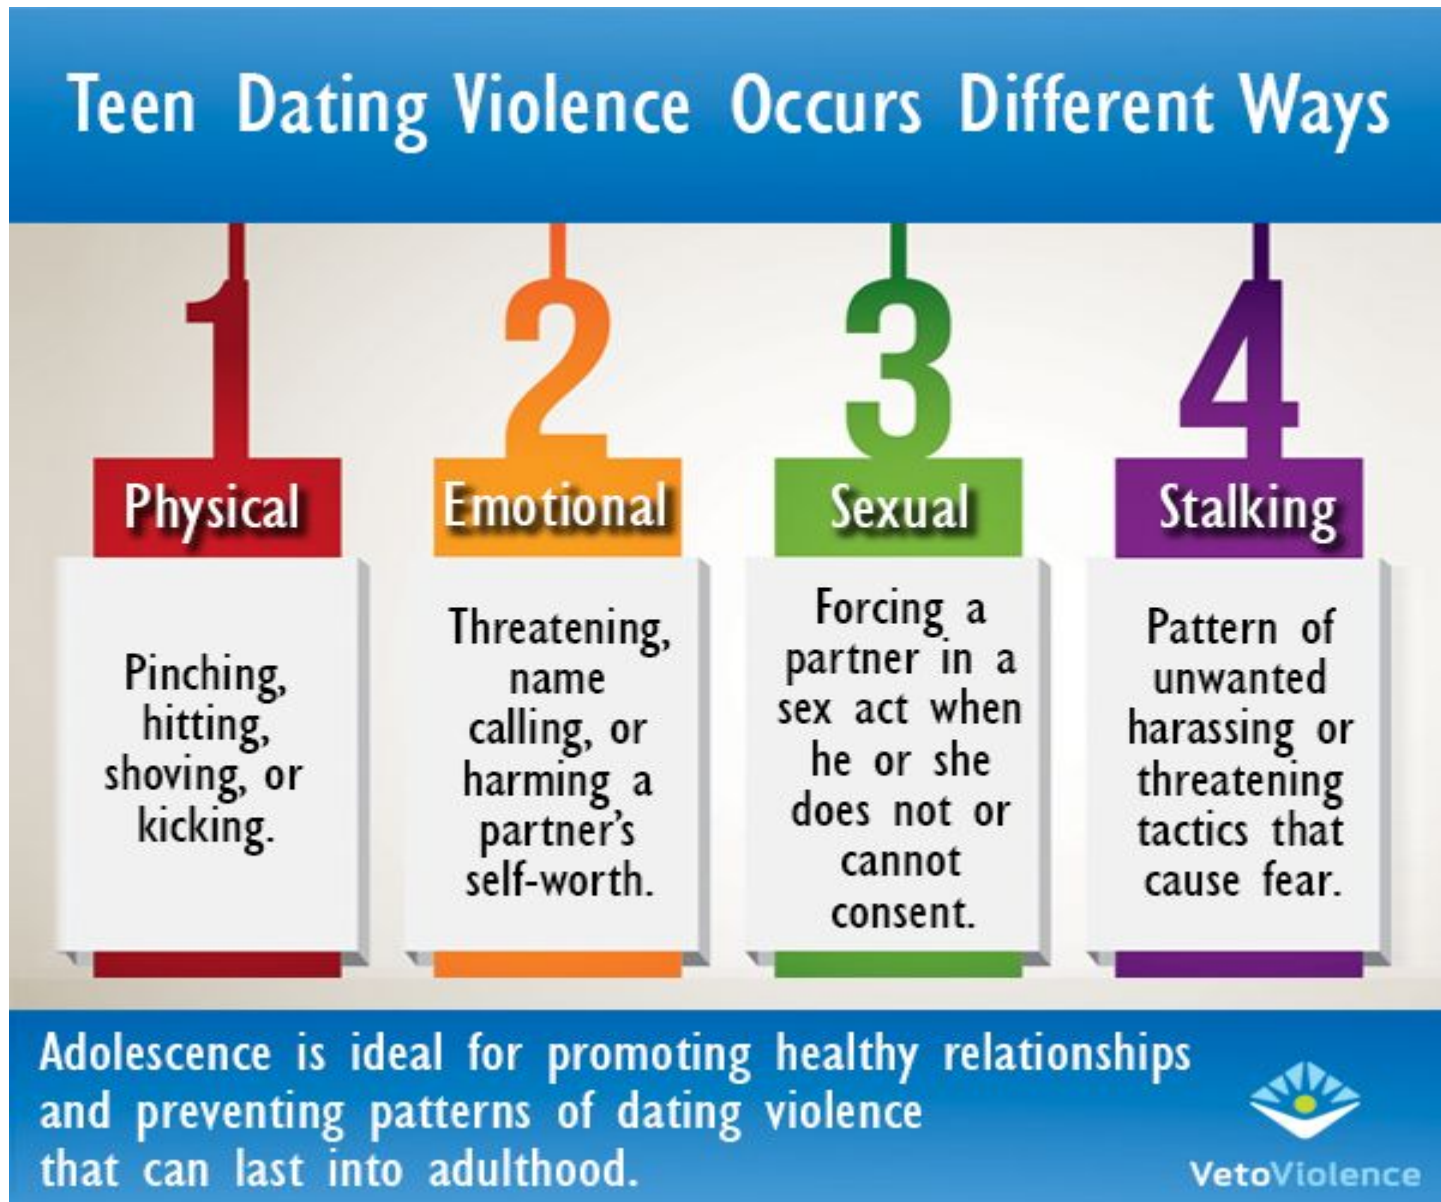 Teen Dating Violence Occurs Different Ways
1
Physical
Pinching,
hitting,
shoving, or
kicking.
2
Emotional
Threatening,
name
calling, or
harming a
partner's
self-worth.
3
Sexual
Forcing a
partner in a
sex act when
he or she
does not or
cannot
consent.
4
Stalking
Pattern of
unwanted
harassing or
threatening
tactics that
cause fear.
Adolescence is ideal for promoting healthy relationships
and preventing patterns of dating violence
that can last into adulthood.
VetoViolence